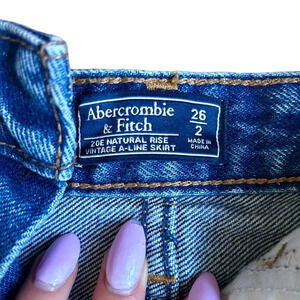 Abercrombie
& Fitch
20E NATURAL RISE
VINTAGE A-LINE SKIRT
26
2
MADE IN
CHINA